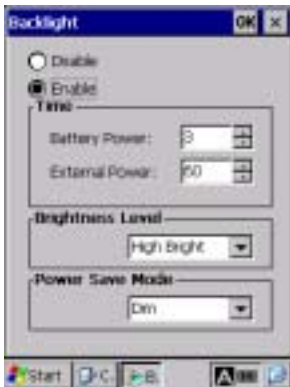 Backlight OK ×
Disable
Enable
Time
Battery Power: 3
External Power: 60
Brightness Level
High Bright
Power Save Mode
Dim
Start C. B. A